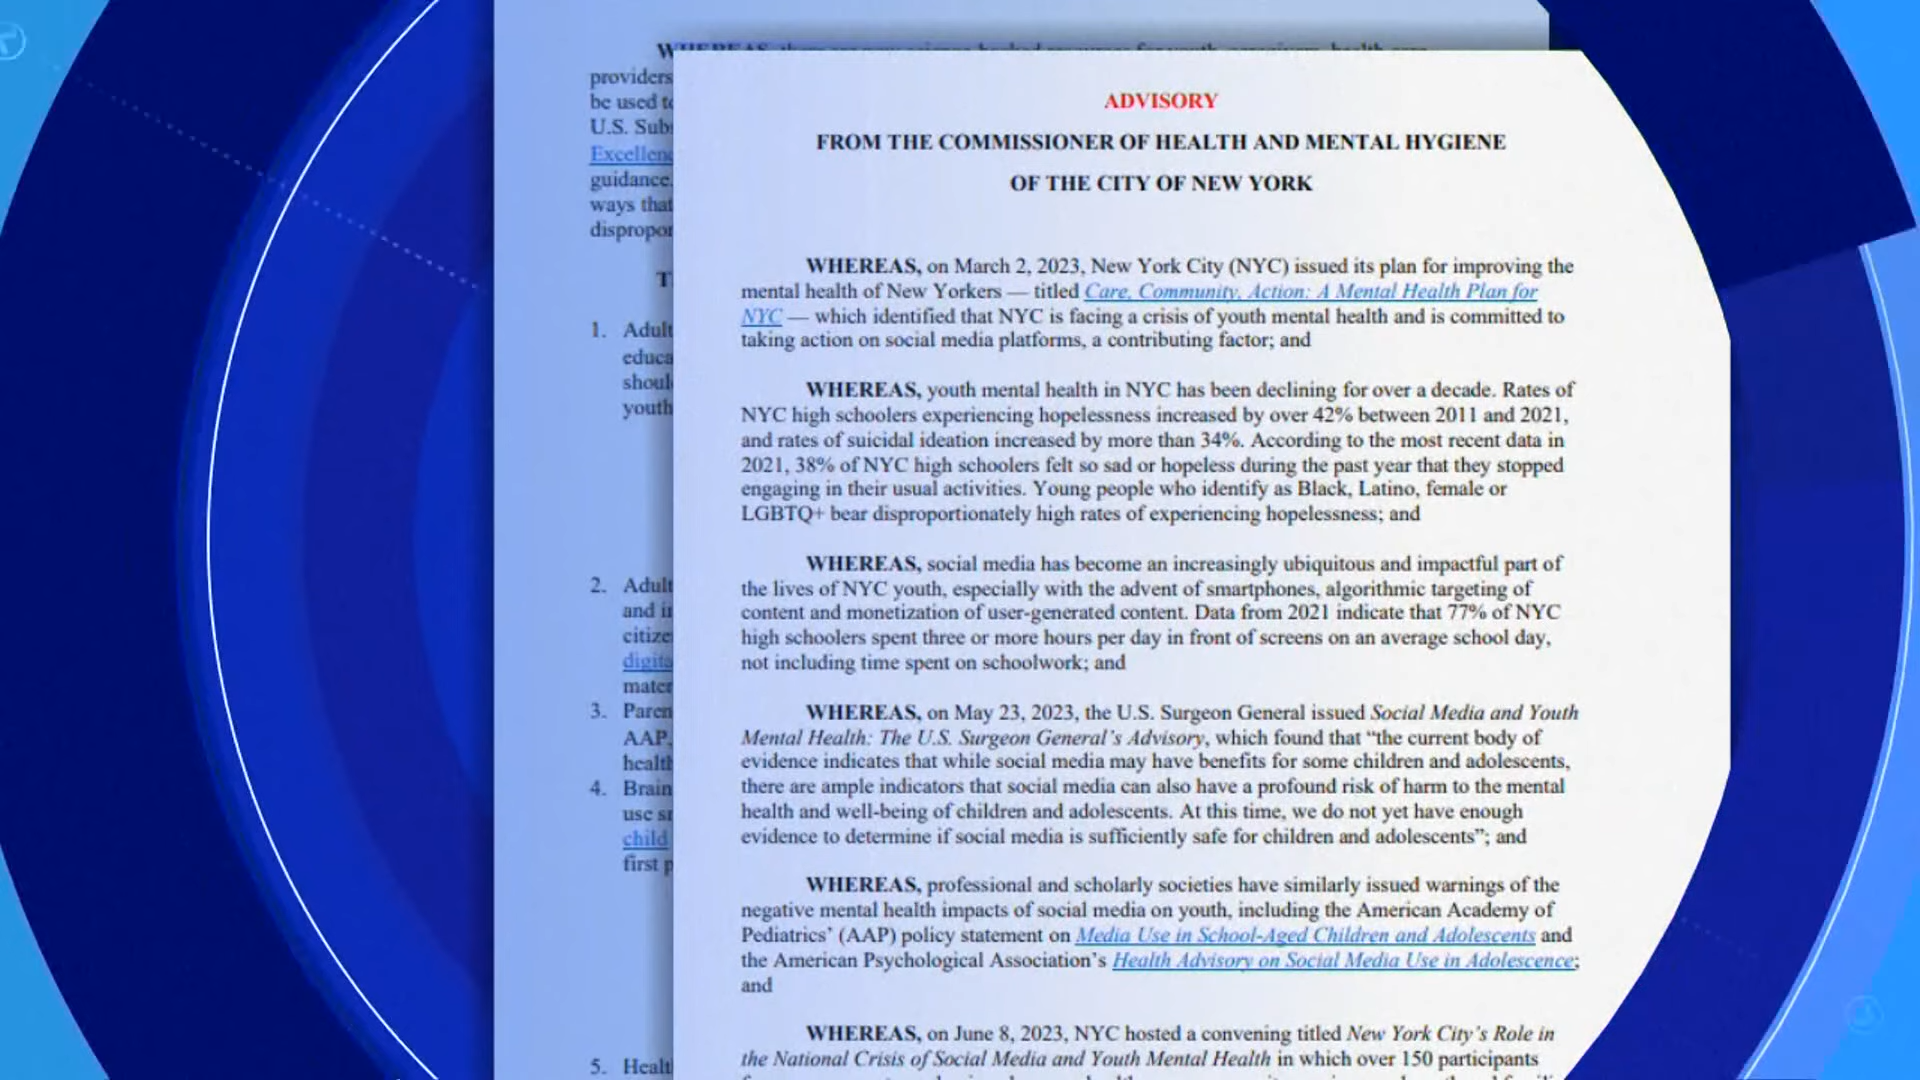 WHEREAS,
providers
be used to
U.S. Sub
Excellen
guidance.
ways that
dispropor
T
1. Adult
educa
shoul
youth
2. Adult
and in
citize
digita
mater
3. Paren
AAP,
health
4. Brain
use sr
child
first p
5. Healt
ADVISORY
FROM THE COMMISSIONER OF HEALTH AND MENTAL HYGIENE
OF THE CITY OF NEW YORK
WHEREAS, on March 2, 2023, New York City (NYC) issued its plan for improving the
mental health of New Yorkers — titled Care, Community, Action: A Mental Health Plan for
NYC — which identified that NYC is facing a crisis of youth mental health and is committed to
taking action on social media platforms, a contributing factor; and
WHEREAS, youth mental health in NYC has been declining for over a decade. Rates of
NYC high schoolers experiencing hopelessness increased by over 42% between 2011 and 2021,
and rates of suicidal ideation increased by more than 34%. According to the most recent data in
2021, 38% of NYC high schoolers felt so sad or hopeless during the past year that they stopped
engaging in their usual activities. Young people who identify as Black, Latino, female or
LGBTQ+ bear disproportionately high rates of experiencing hopelessness; and
WHEREAS, social media has become an increasingly ubiquitous and impactful part of
the lives of NYC youth, especially with the advent of smartphones, algorithmic targeting of
content and monetization of user-generated content. Data from 2021 indicate that 77% of NYC
high schoolers spent three or more hours per day in front of screens on an average school day,
not including time spent on schoolwork; and
WHEREAS, on May 23, 2023, the U.S. Surgeon General issued Social Media and Youth
Mental Health: The U.S. Surgeon General’s Advisory, which found that “the current body of
evidence indicates that while social media may have benefits for some children and adolescents,
there are ample indicators that social media can also have a profound risk of harm to the mental
health and well-being of children and adolescents. At this time, we do not yet have enough
evidence to determine if social media is sufficiently safe for children and adolescents”; and
WHEREAS, professional and scholarly societies have similarly issued warnings of the
negative mental health impacts of social media on youth, including the American Academy of
Pediatrics’ (AAP) policy statement on Media Use in School-Aged Children and Adolescents and
the American Psychological Association’s Health Advisory on Social Media Use in Adolescence;
and
WHEREAS, on June 8, 2023, NYC hosted a convening titled New York City’s Role in
the National Crisis of Social Media and Youth Mental Health in which over 150 participants